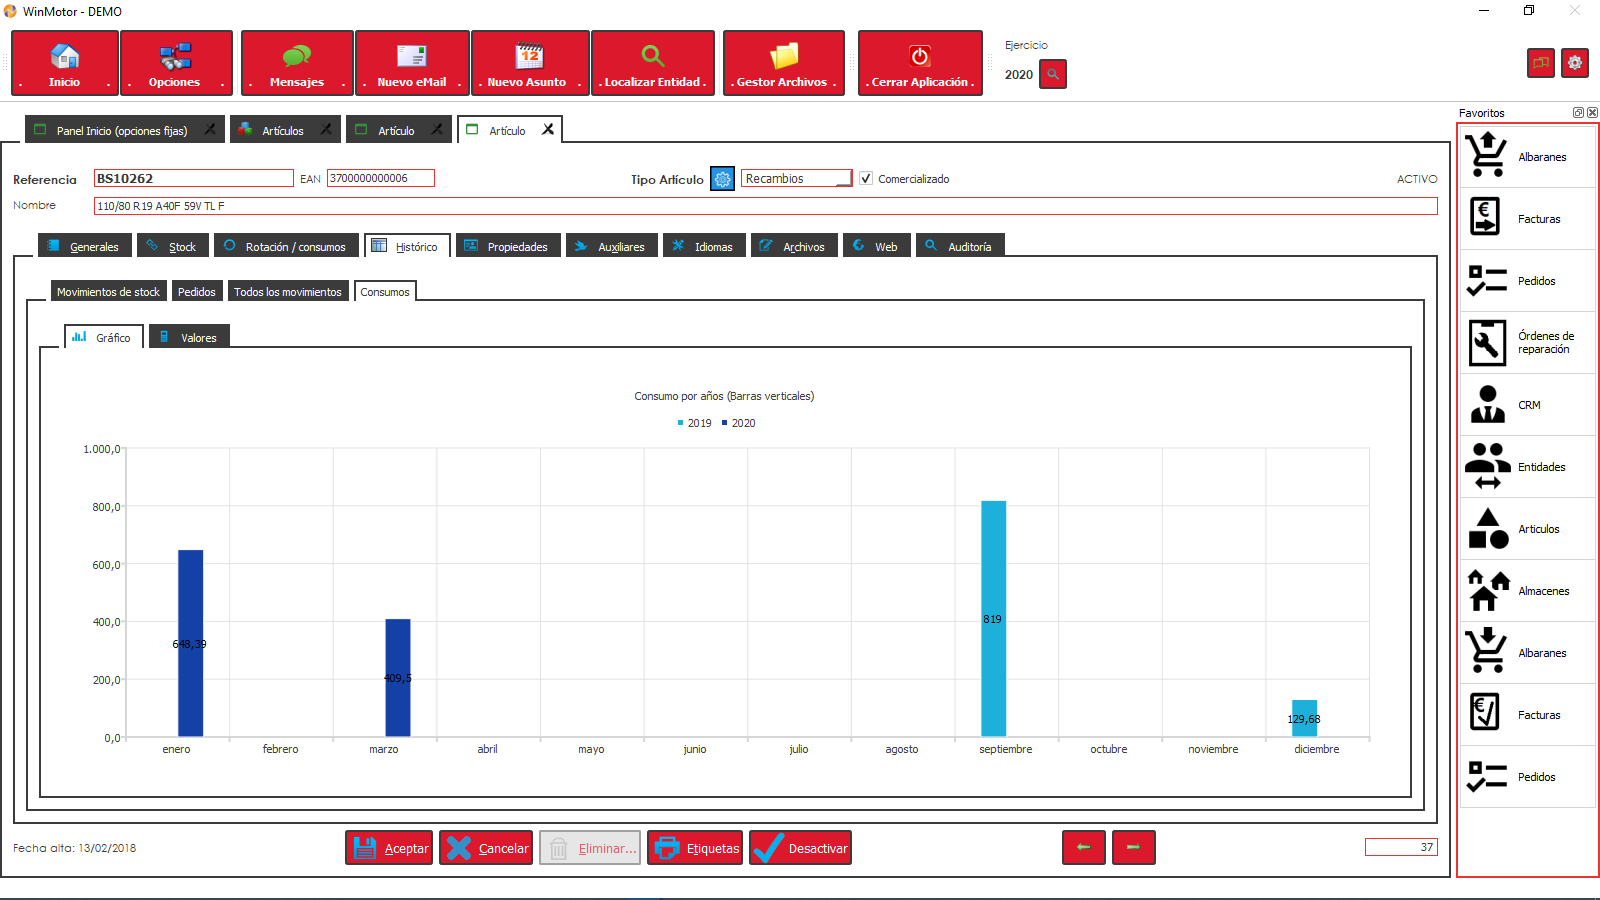 WinMotor - DEMO
. Inicio .
. Opciones .
. Mensajes .
. Nuevo eMail .
. Nuevo Asunto .
. Localizar Entidad .
. Gestor Archivos .
. Cerrar Aplicación .
Ejercicio
2020
Panel Inicio (opciones fijas)
Artículos
Artículo
Artículo
Referencia
BS10262
EAN
3700000000006
Tipo Artículo
Recambios
Comercializado
ACTIVO
Nombre
110/80 R19 A40F 59V TL F
Generales
Stock
Rotación / consumos
Histórico
Propiedades
Auxiliares
Idiomas
Archivos
Web
Auditoría
Movimientos de stock
Pedidos
Todos los movimientos
Consumos
Gráfico
Valores
Consumo por años (Barras verticales)
2019
2020
1.000,0
800,0
600,0
400,0
200,0
0,0
648,39
409,5
819
129,68
enero
febrero
marzo
abril
mayo
junio
julio
agosto
septiembre
octubre
noviembre
diciembre
Fecha alta: 13/02/2018
Aceptar
Cancelar
Eliminar...
Etiquetas
Desactivar
37
Favoritos
Albaranes
Facturas
Pedidos
Órdenes de
reparación
CRM
Entidades
Articulos
Almacenes
Albaranes
Facturas
Pedidos